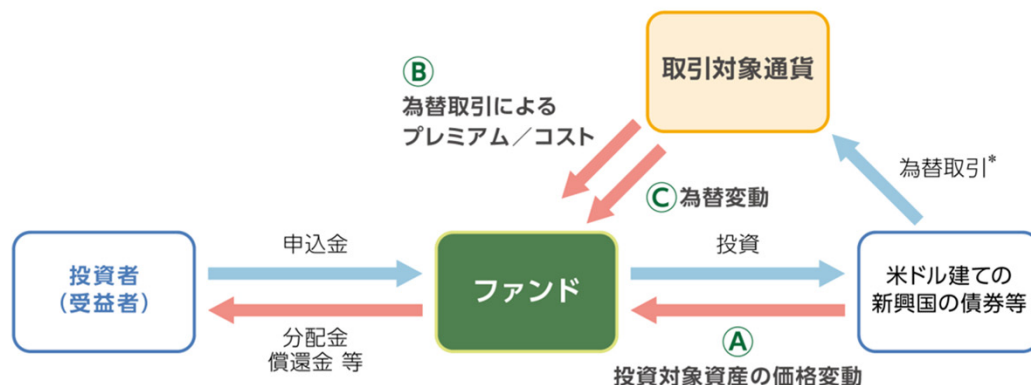 取引対象通貨
Ⓑ
為替取引による
プレミアム／コスト
為替取引*
Ⓒ為替変動
投資者
（受益者）
申込金
分配金
償還金 等
ファンド
投資
Ⓐ
投資対象資産の価格変動
米ドル建ての
新興国の債券等